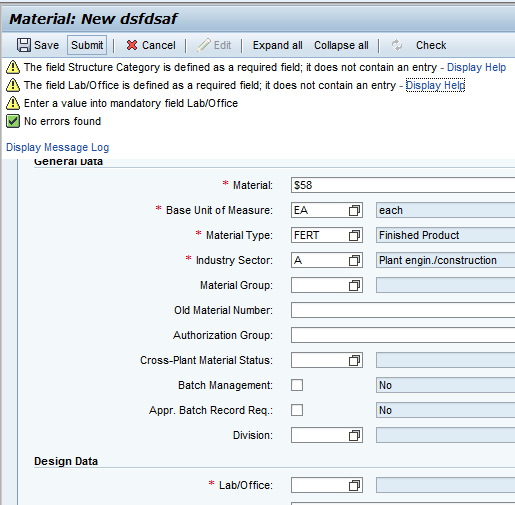 Material: New dsfdsaf
Save Submit Cancel Edit Expand all Collapse all Check
The field Structure Category is defined as a required field; it does not contain an entry - Display Help
The field Lab/Office is defined as a required field; it does not contain an entry - Display Help
Enter a value into mandatory field Lab/Office
No errors found
Display Message Log
General Data
* Material: $58
* Base Unit of Measure: EA each
* Material Type: FERT Finished Product
* Industry Sector: A Plant engin./construction
Material Group:
Old Material Number:
Authorization Group:
Cross-Plant Material Status:
Batch Management: No
Appr. Batch Record Req.: No
Division:
Design Data
* Lab/Office: